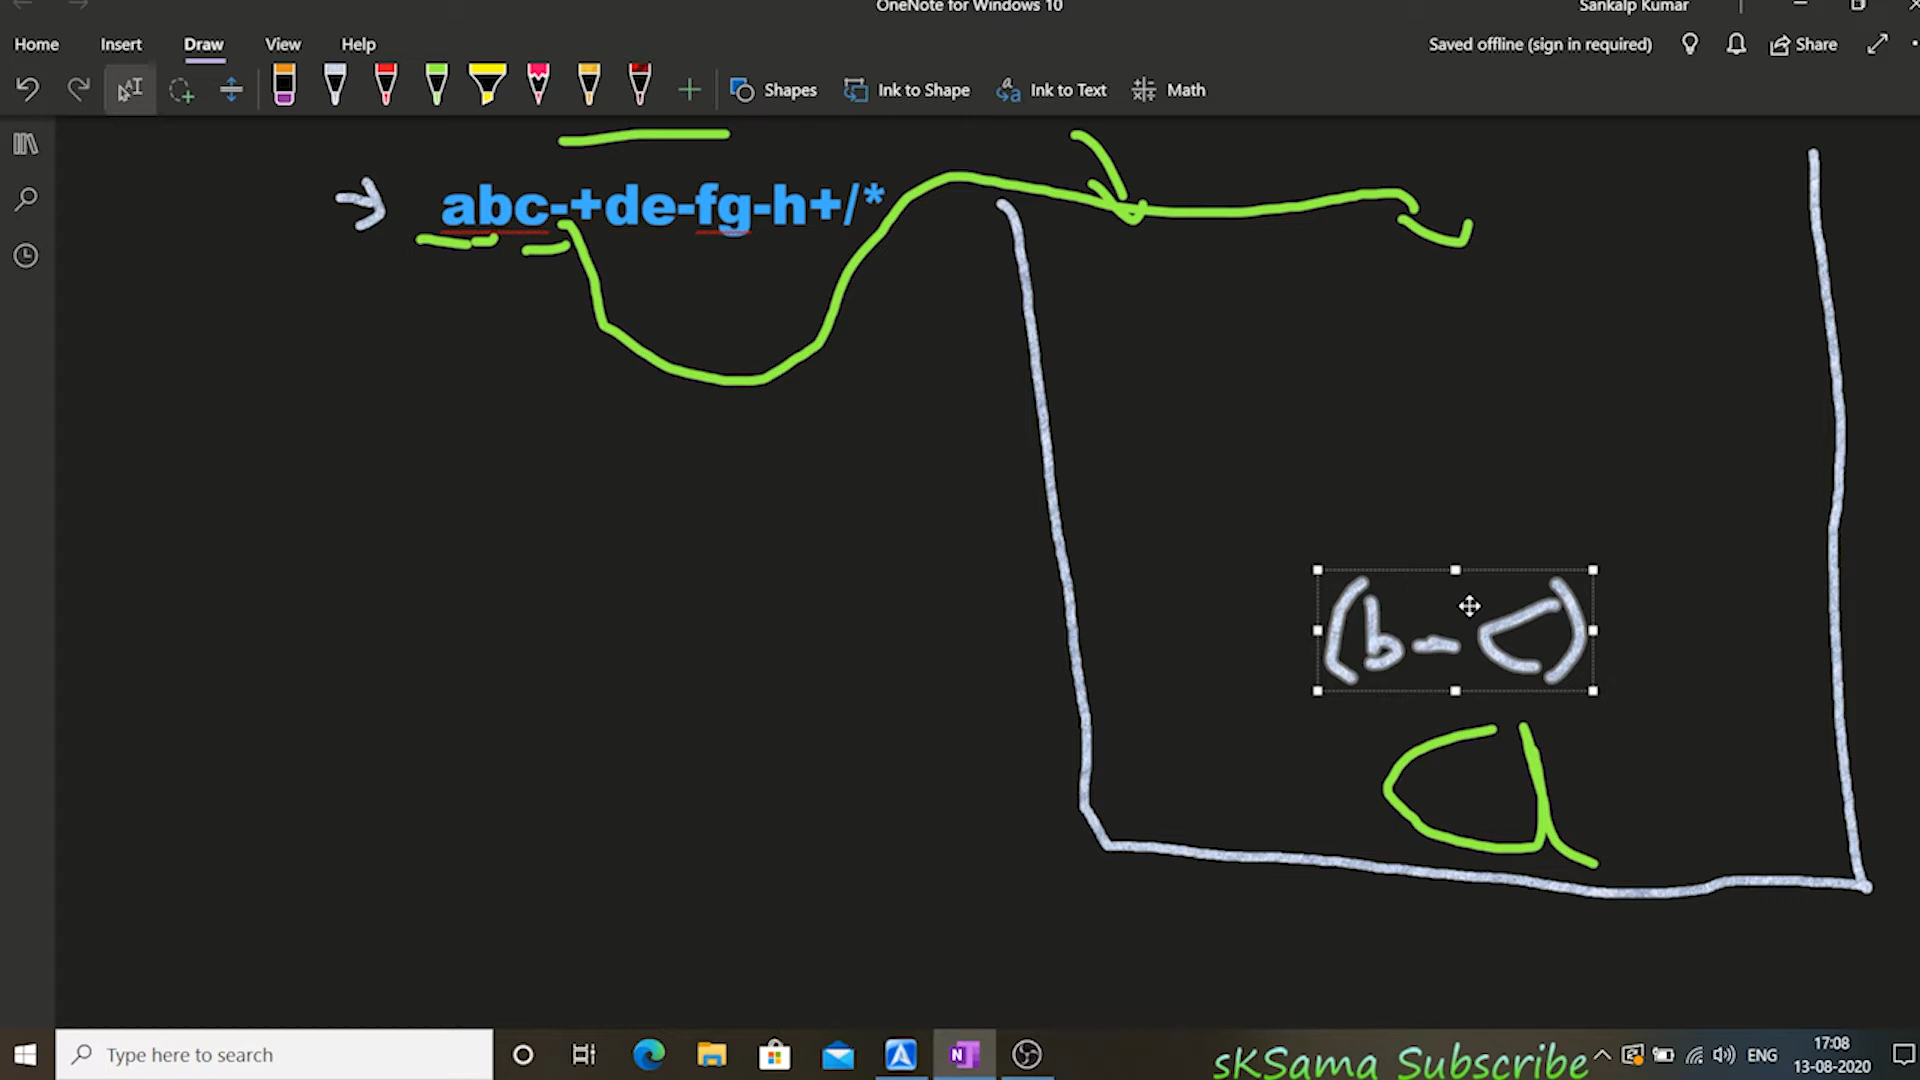 OneNote for Windows 10
Sankalp Kumar
Home Insert Draw View Help
Saved offline (sign in required)
Share
Shapes
Ink to Shape
Ink to Text
Math
abc-+de-fg-h+/*
(b-c)
a
Type here to search
sKSama Subscribe
ENG
17:08
13-08-2020